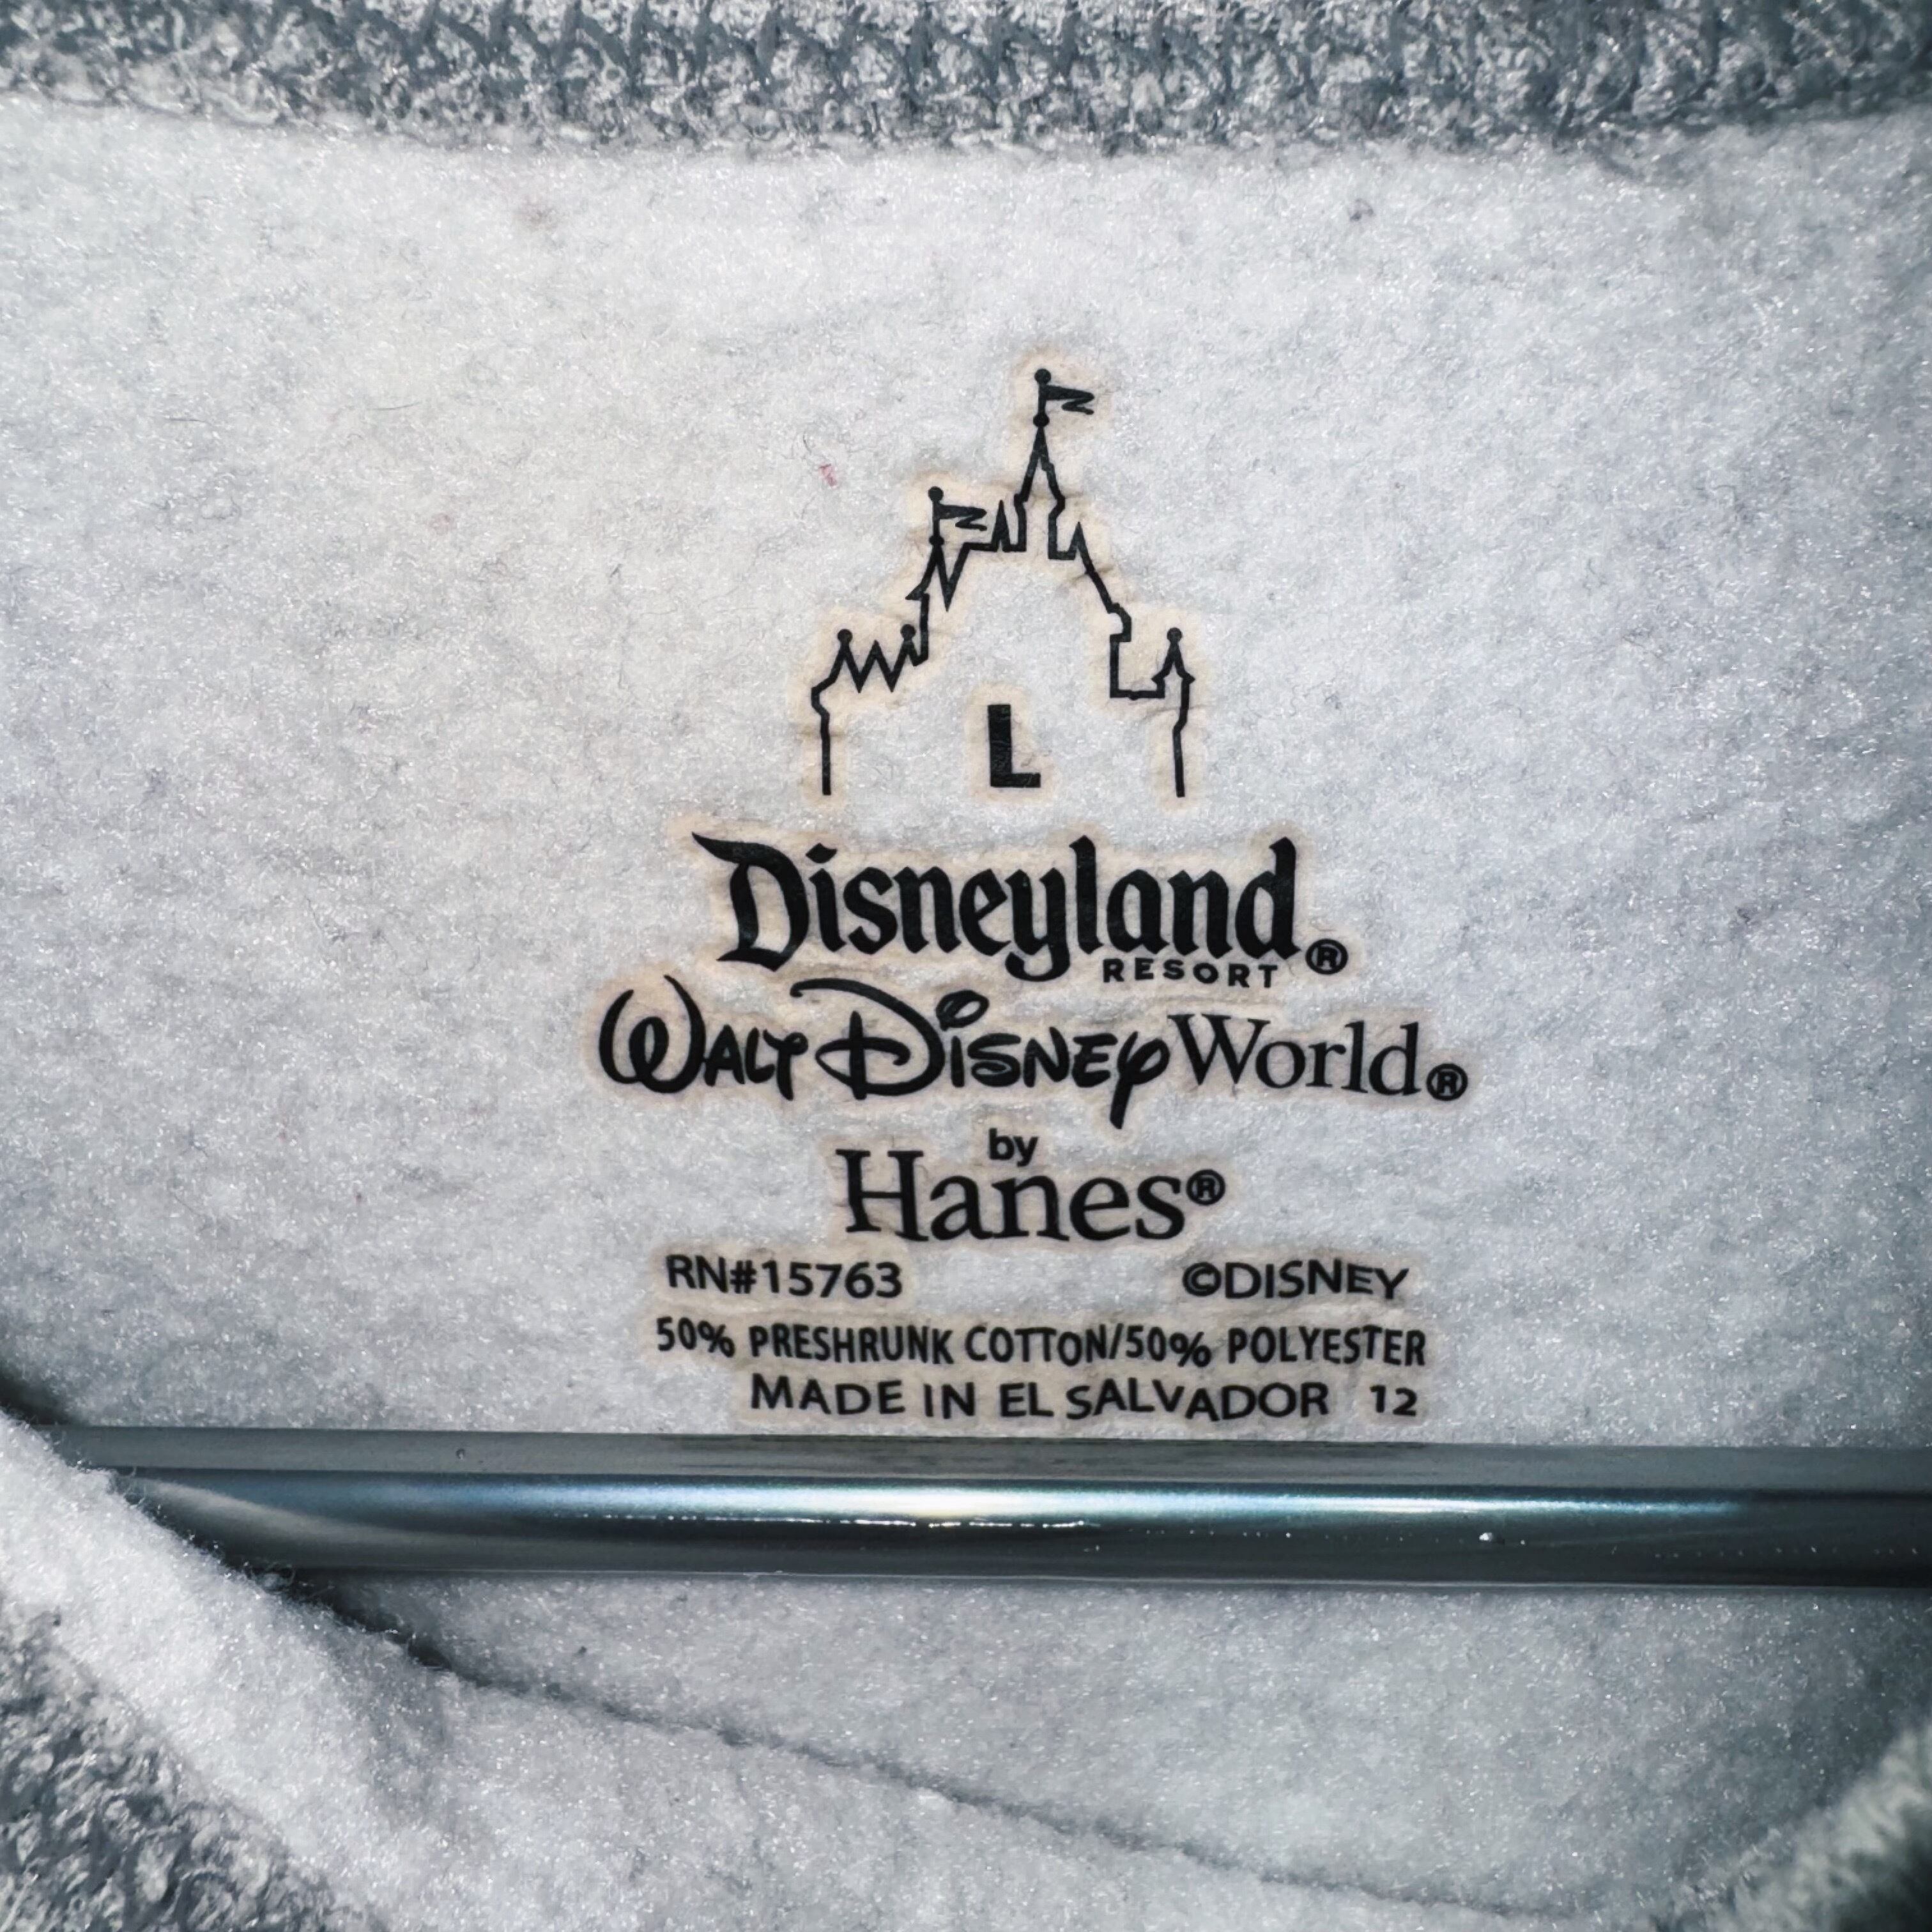 L
Disneyland®
RESORT
WALT DISNEY World®
by
Hanes®
RN#15763 ©DISNEY
50% PRESHRUNK COTTON/50% POLYESTER
MADE IN EL SALVADOR 12